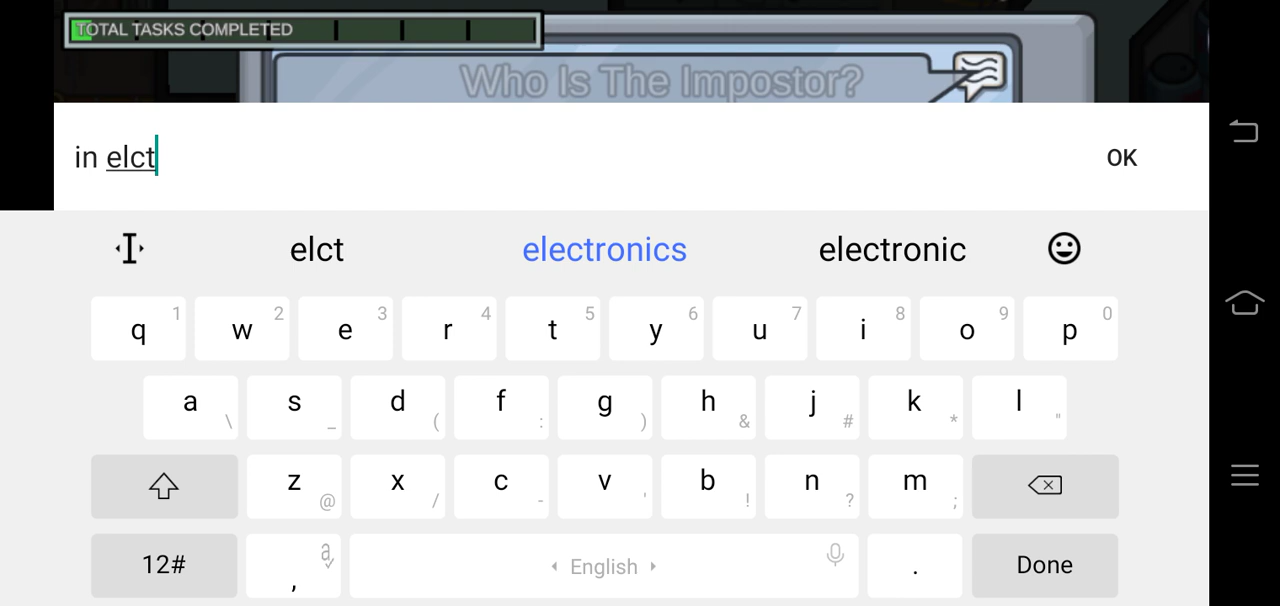 TOTAL TASKS COMPLETED
Who Is The Impostor?
in elct
OK
elct electronics electronic
q 1 w 2 e 3 r 4 t 5 y 6 u 7 i 8 o 9 p 0
a \ s _ d ( f : g ) h & j # k * l "
z @ x / c - v ' b ! n ? m ;
12# , a English . Done